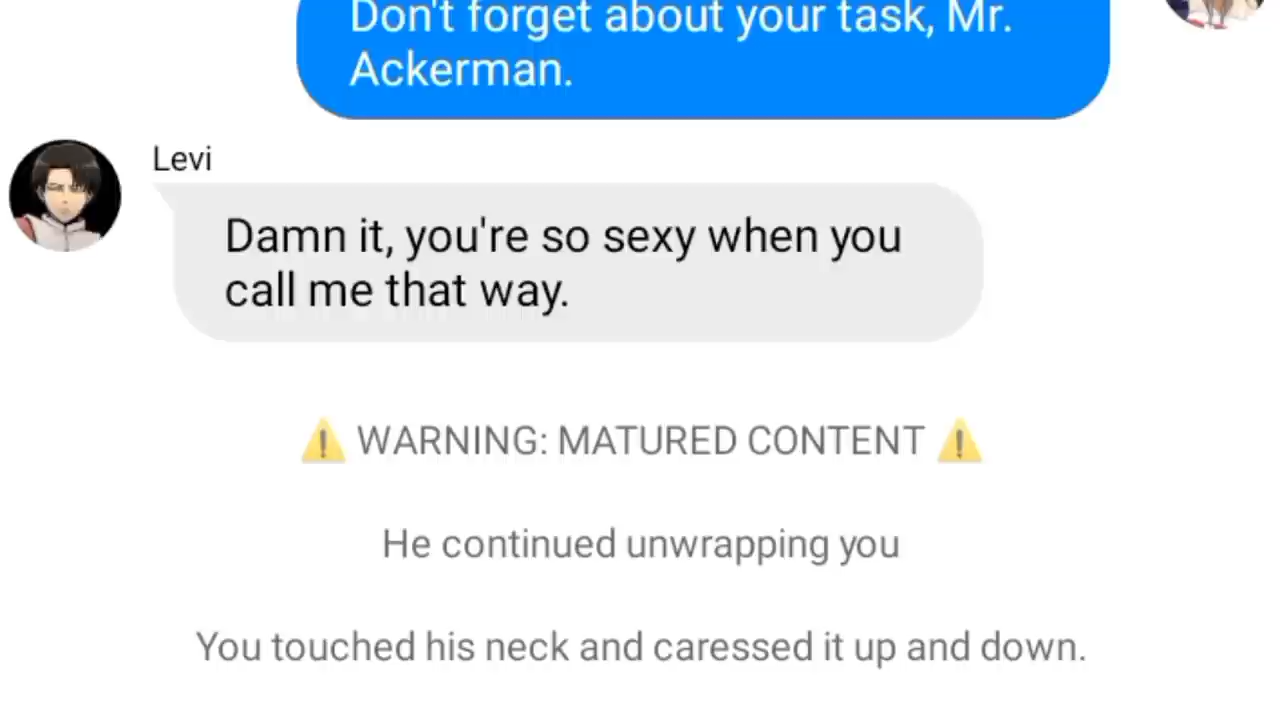 Don't forget about your task, Mr.
Ackerman.
Levi
Damn it, you're so sexy when you
call me that way.
⚠️ WARNING: MATURED CONTENT ⚠️
He continued unwrapping you
You touched his neck and caressed it up and down.